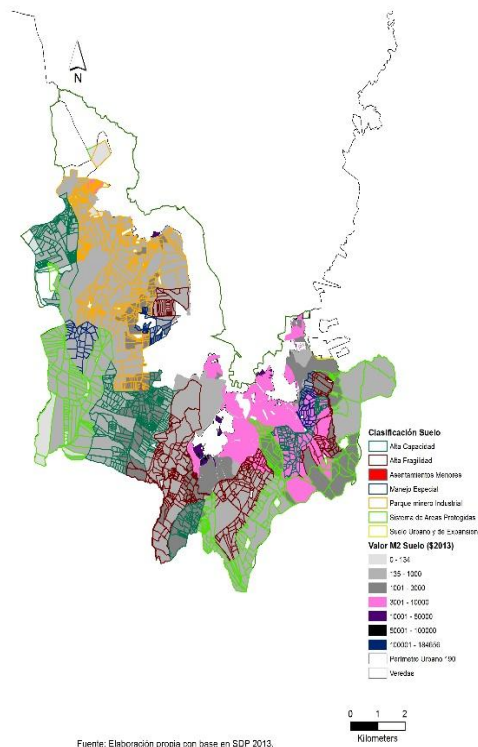 N
Clasificación Suelo
Alta Capacidad
Alta Fragilidad
Asentamientos Menores
Manejo Especial
Parque minero Industrial
Sistema de Areas Protegidas
Suelo Urbano y de Expansion
Valor M2 Suelo ($2013)
0 - 134
135 - 1000
1001 - 3000
3001 - 10000
10001 - 50000
50001 - 100000
100001 - 184656
Perimetro Urbano 190
Veredas
0 1 2
Kilometers
Fuente: Elaboración propia con base en SDP 2013.